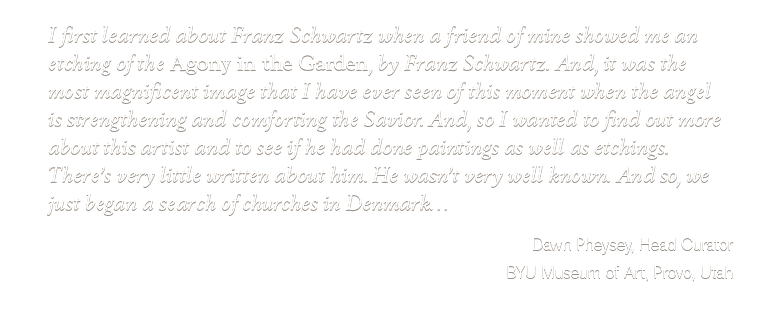 I first learned about Franz Schwartz when a friend of mine showed me an
etching of the Agony in the Garden, by Franz Schwartz. And, it was the
most magnificent image that I have ever seen of this moment when the angel
is strengthening and comforting the Savior. And, so I wanted to find out more
about this artist and to see if he had done paintings as well as etchings.
There's very little written about him. He wasn't very well known. And so, we
just began a search of churches in Denmark…
Dawn Pheysey, Head Curator
BYU Museum of Art, Provo, Utah